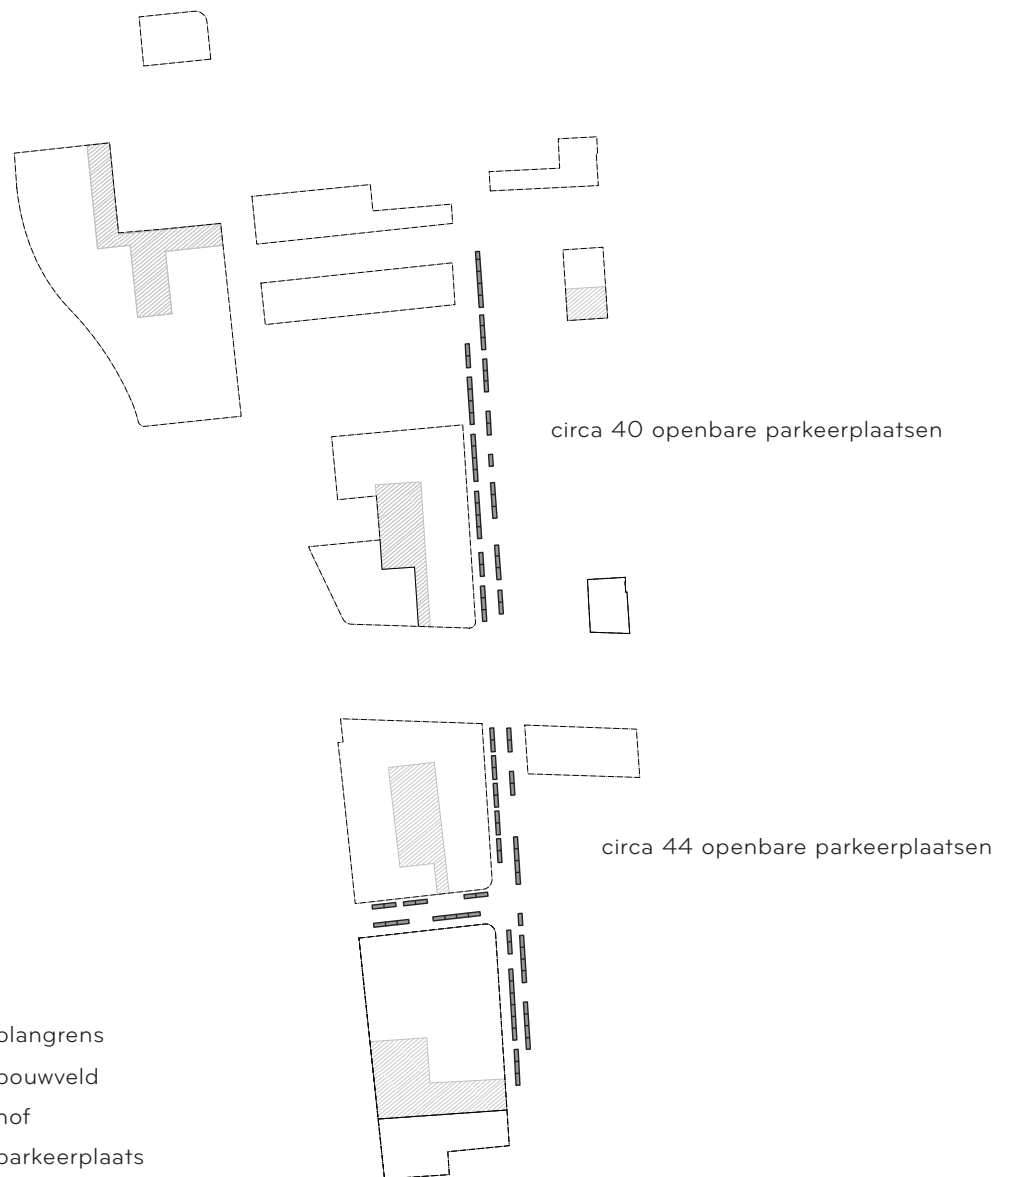 circa 40 openbare parkeerplaatsen
circa 44 openbare parkeerplaatsen
plangrens
bouwveld
hof
parkeerplaats